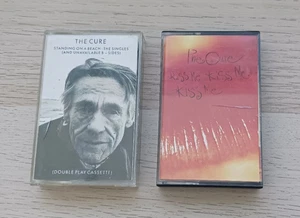 THE CURE
STANDING ON A BEACH · THE SINGLES
(AND UNAVAILABLE B-SIDES)
(DOUBLE PLAY CASSETTE)
THE CURE
KISS ME KISS ME
KISS ME